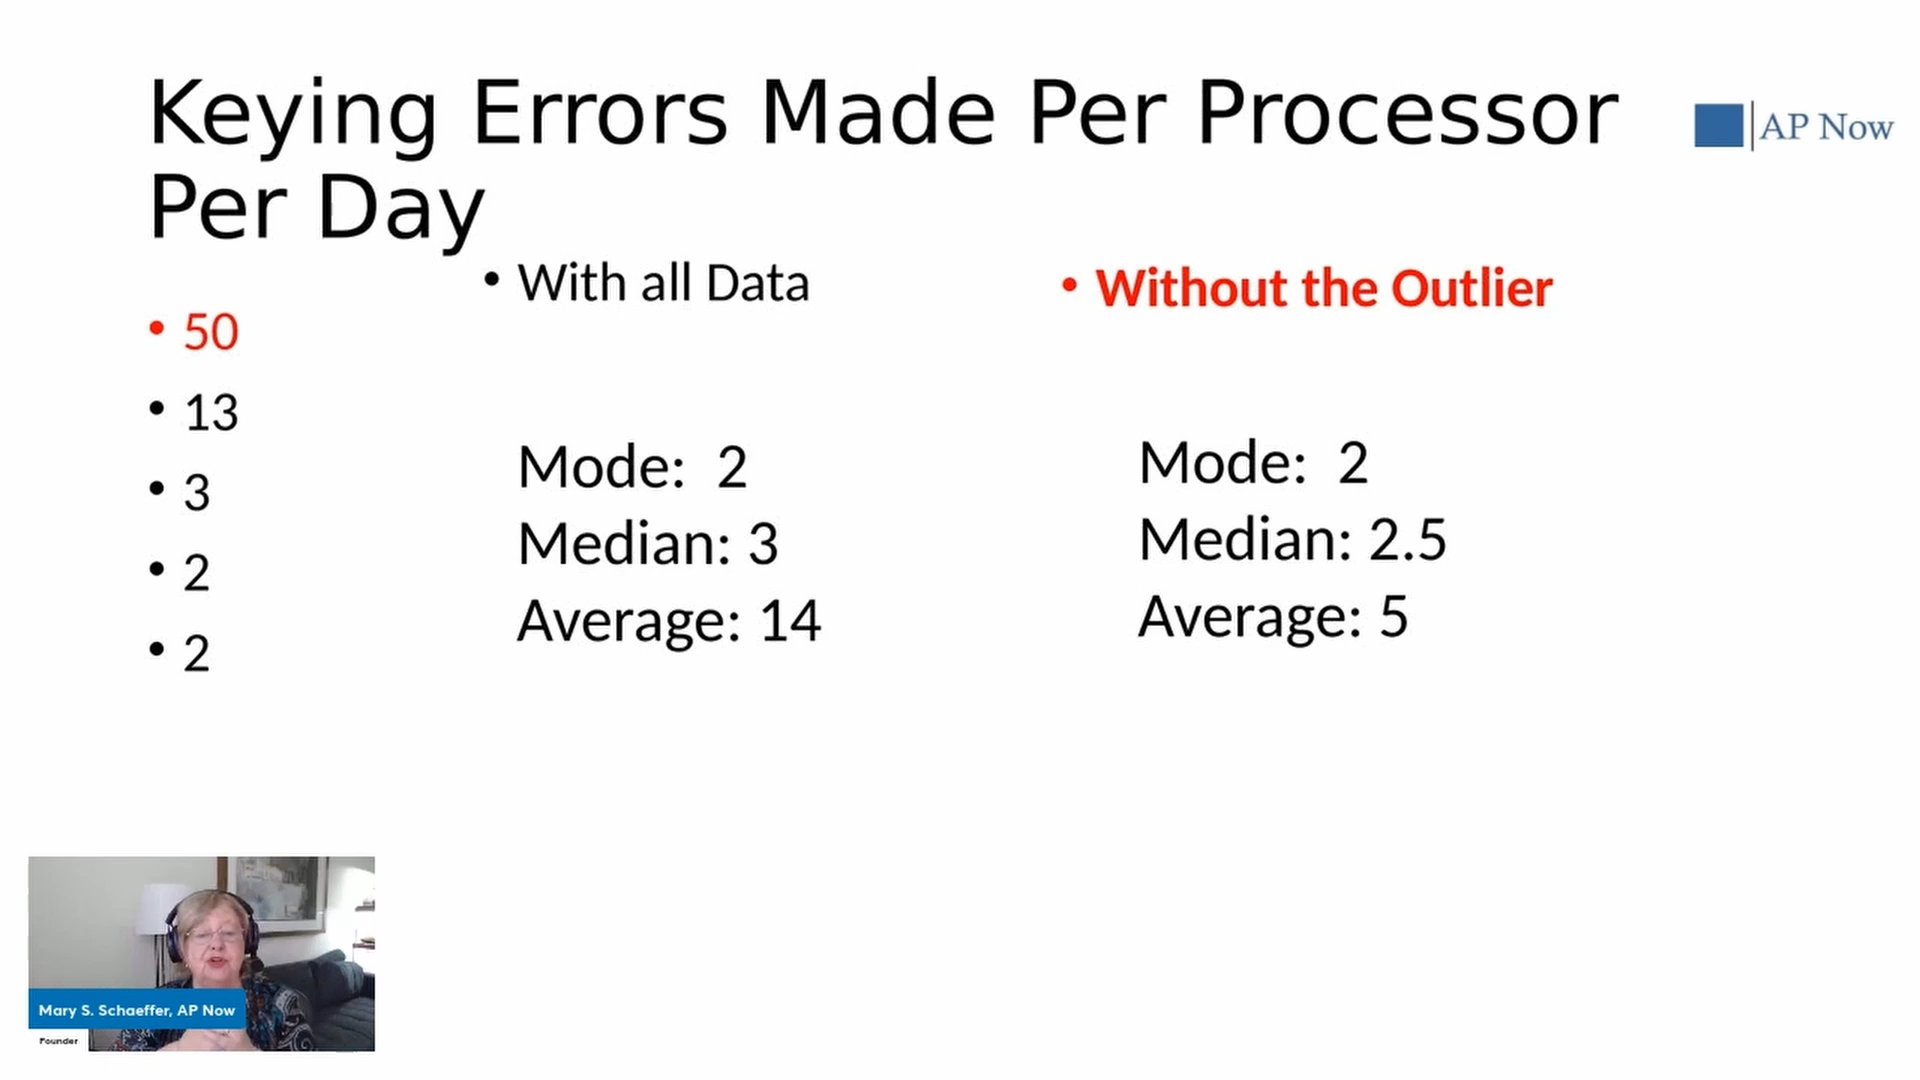 Keying Errors Made Per Processor
Per Day
AP Now
• 50
• 13
• 3
• 2
• 2
• With all Data
Mode: 2
Median: 3
Average: 14
• Without the Outlier
Mode: 2
Median: 2.5
Average: 5
Mary S. Schaeffer, AP Now
Founder